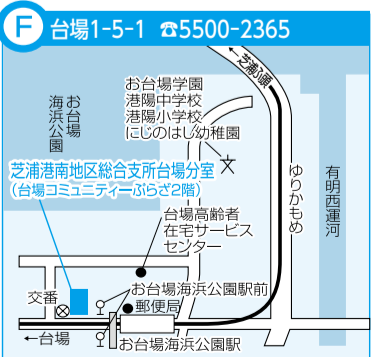 F 台場1-5-1 ☎5500-2365
←芝浦ふ頭
お台場学園
港陽中学校
港陽小学校
にじのはし幼稚園
お台場
海浜公園
芝浦港南地区総合支所台場分室
(台場コミュニティーぷらざ2階)
ゆりかもめ
有明西運河
台場高齢者
在宅サービス
センター
交番
お台場海浜公園駅前
郵便局
←台場
お台場海浜公園駅